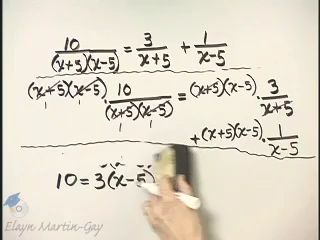 10/((x+5)(x-5)) = 3/(x+5) + 1/(x-5)
(x+5)(x-5) · 10/((x+5)(x-5)) = (x+5)(x-5) · 3/(x+5)
+ (x+5)(x-5) · 1/(x-5)
10 = 3(x-5)
Elayn Martin-Gay